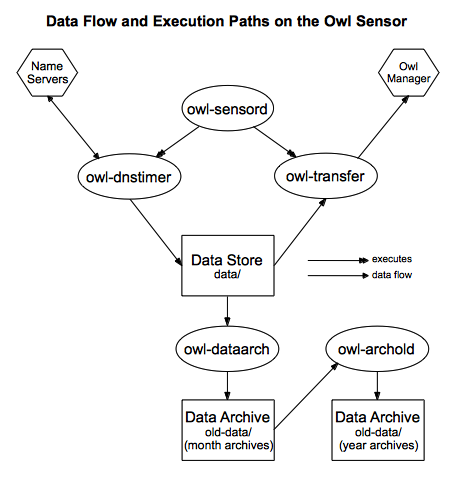 Data Flow and Execution Paths on the Owl Sensor
Name
Servers
Owl
Manager
owl-sensord
owl-dnstimer
owl-transfer
Data Store
data/
executes
data flow
owl-dataarch
owl-archold
Data Archive
old-data/
(month archives)
Data Archive
old-data/
(year archives)